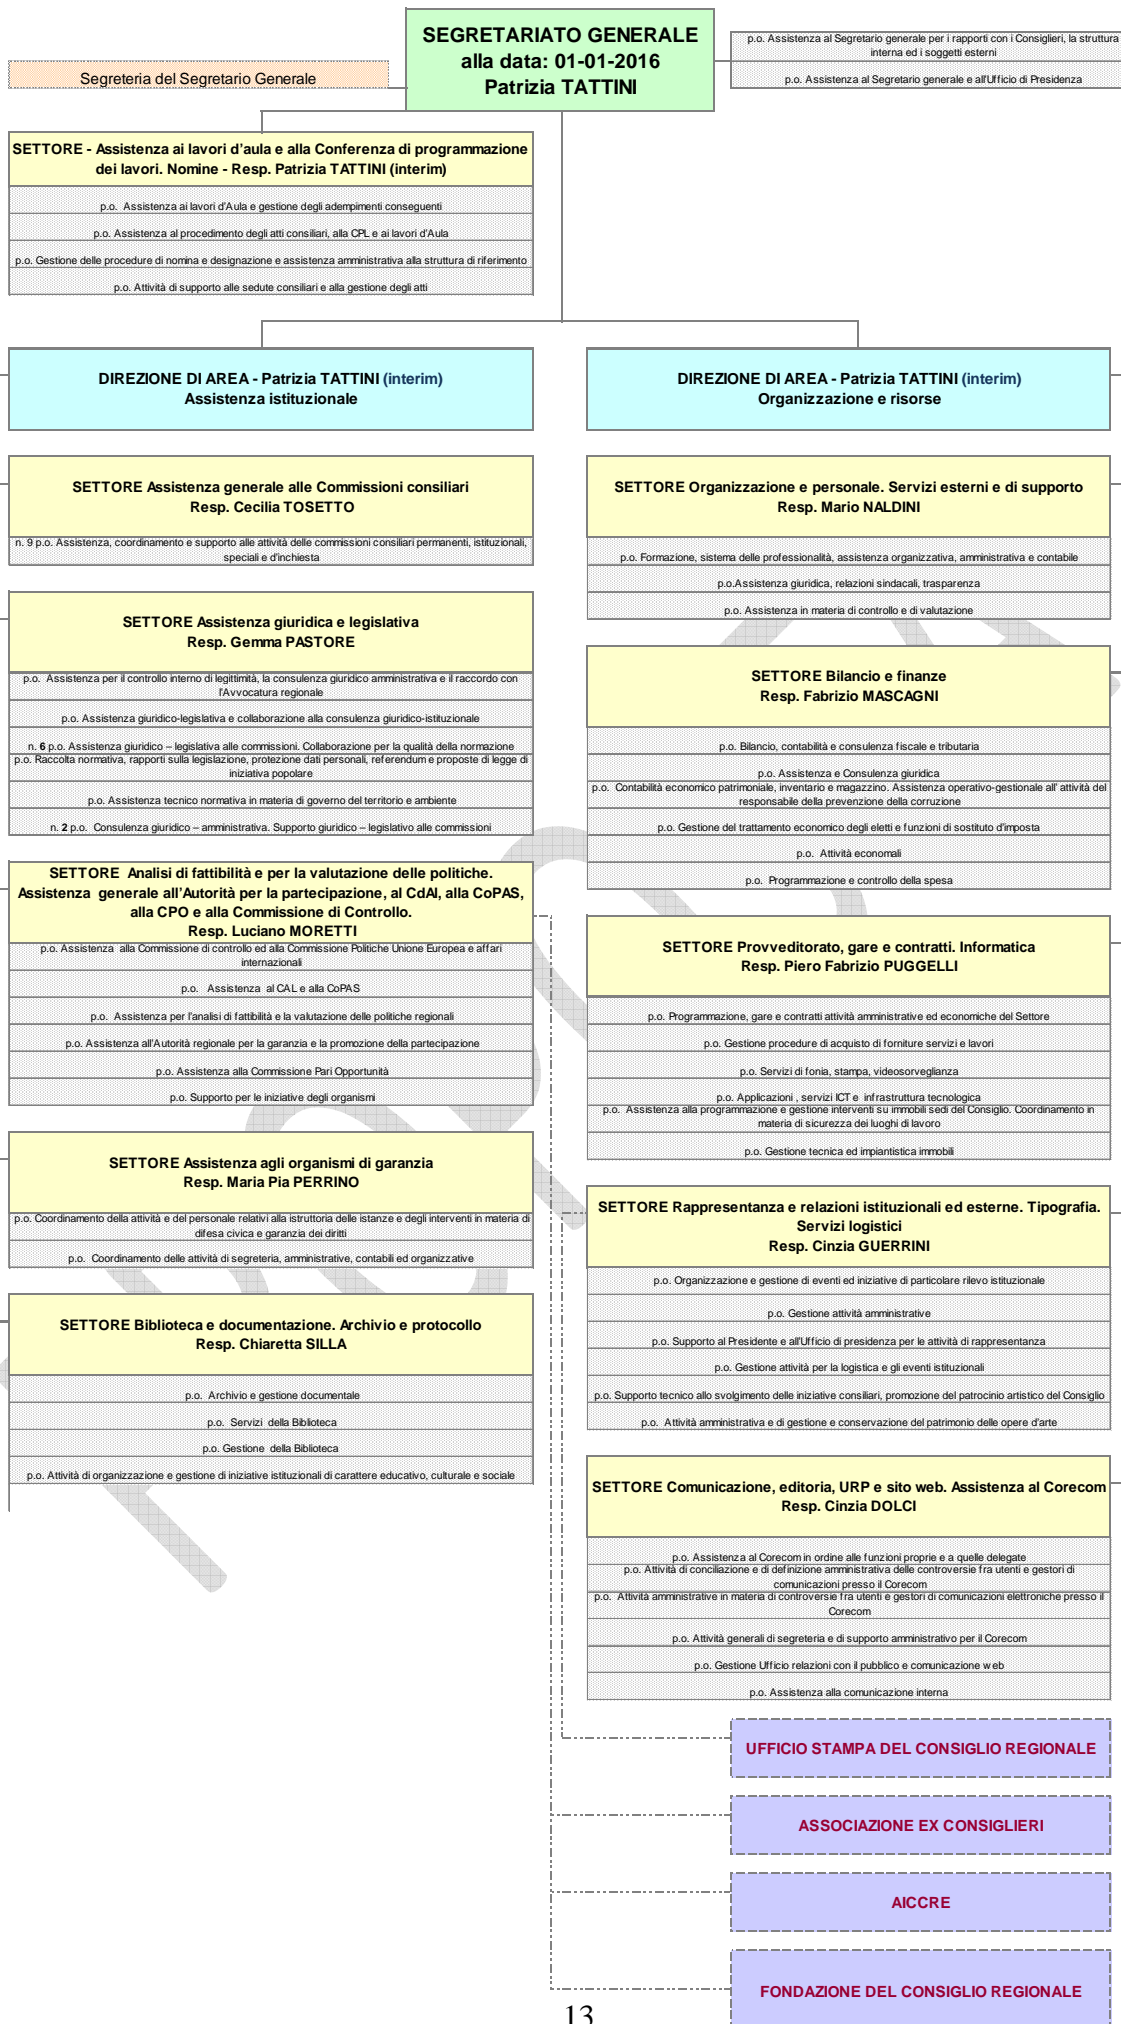 SEGRETARIATO GENERALE
alla data: 01-01-2016
Patrizia TATTINI
Segreteria del Segretario Generale
p.o. Assistenza al Segretario generale per i rapporti con i Consiglieri, la struttura
interna ed i soggetti esterni
p.o. Assistenza al Segretario generale e all'Ufficio di Presidenza
SETTORE - Assistenza ai lavori d'aula e alla Conferenza di programmazione
dei lavori. Nomine - Resp. Patrizia TATTINI (interim)
p.o. Assistenza ai lavori d'Aula e gestione degli adempimenti conseguenti
p.o. Assistenza al procedimento degli atti consiliari, alla CPL e ai lavori d'Aula
p.o. Gestione delle procedure di nomina e designazione e assistenza amministrativa alla struttura di riferimento
p.o. Attività di supporto alle sedute consiliari e alla gestione degli atti
DIREZIONE DI AREA - Patrizia TATTINI (interim)
Assistenza istituzionale
SETTORE Assistenza generale alle Commissioni consiliari
Resp. Cecilia TOSETTO
n. 9 p.o. Assistenza, coordinamento e supporto alle attività delle commissioni consiliari permanenti, istituzionali,
speciali e d'inchiesta
SETTORE Assistenza giuridica e legislativa
Resp. Gemma PASTORE
p.o. Assistenza per il controllo interno di legittimità, la consulenza giuridico amministrativa e il raccordo con
l'Avvocatura regionale
p.o. Assistenza giuridico-legislativa e collaborazione alla consulenza giuridico-istituzionale
n. 6 p.o. Assistenza giuridico – legislativa alle commissioni. Collaborazione per la qualità della normazione
p.o. Raccolta normativa, rapporti sulla legislazione, protezione dati personali, referendum e proposte di legge di
iniziativa popolare
p.o. Assistenza tecnico normativa in materia di governo del territorio e ambiente
n. 2 p.o. Consulenza giuridico – amministrativa. Supporto giuridico – legislativo alle commissioni
SETTORE Analisi di fattibilità e per la valutazione delle politiche.
Assistenza generale all'Autorità per la partecipazione, al CdAI, alla CoPAS,
alla CPO e alla Commissione di Controllo.
Resp. Luciano MORETTI
p.o. Assistenza alla Commissione di controllo ed alla Commissione Politiche Unione Europea e affari
internazionali
p.o. Assistenza al CAL e alla CoPAS
p.o. Assistenza per l'analisi di fattibilità e la valutazione delle politiche regionali
p.o. Assistenza all'Autorità regionale per la garanzia e la promozione della partecipazione
p.o. Assistenza alla Commissione Pari Opportunità
p.o. Supporto per le iniziative degli organismi
SETTORE Assistenza agli organismi di garanzia
Resp. Maria Pia PERRINO
p.o. Coordinamento della attività e del personale relativi alla istruttoria delle istanze e degli interventi in materia di
difesa civica e garanzia dei diritti
p.o. Coordinamento delle attività di segreteria, amministrative, contabili ed organizzative
SETTORE Biblioteca e documentazione. Archivio e protocollo
Resp. Chiaretta SILLA
p.o. Archivio e gestione documentale
p.o. Servizi della Biblioteca
p.o. Gestione della Biblioteca
p.o. Attività di organizzazione e gestione di iniziative istituzionali di carattere educativo, culturale e sociale
DIREZIONE DI AREA - Patrizia TATTINI (interim)
Organizzazione e risorse
SETTORE Organizzazione e personale. Servizi esterni e di supporto
Resp. Mario NALDINI
p.o. Formazione, sistema delle professionalità, assistenza organizzativa, amministrativa e contabile
p.o.Assistenza giuridica, relazioni sindacali, trasparenza
p.o. Assistenza in materia di controllo e di valutazione
SETTORE Bilancio e finanze
Resp. Fabrizio MASCAGNI
p.o. Bilancio, contabilità e consulenza fiscale e tributaria
p.o. Assistenza e Consulenza giuridica
p.o. Contabilità economico patrimoniale, inventario e magazzino. Assistenza operativo-gestionale all' attività del
responsabile della prevenzione della corruzione
p.o. Gestione del trattamento economico degli eletti e funzioni di sostituto d'imposta
p.o. Attività economali
p.o. Programmazione e controllo della spesa
SETTORE Provveditorato, gare e contratti. Informatica
Resp. Piero Fabrizio PUGGELLI
p.o. Programmazione, gare e contratti attività amministrative ed economiche del Settore
p.o. Gestione procedure di acquisto di forniture servizi e lavori
p.o. Servizi di fonia, stampa, videosorveglianza
p.o. Applicazioni , servizi ICT e infrastruttura tecnologica
p.o. Assistenza alla programmazione e gestione interventi su immobili sedi del Consiglio. Coordinamento in
materia di sicurezza dei luoghi di lavoro
p.o. Gestione tecnica ed impiantistica immobili
SETTORE Rappresentanza e relazioni istituzionali ed esterne. Tipografia.
Servizi logistici
Resp. Cinzia GUERRINI
p.o. Organizzazione e gestione di eventi ed iniziative di particolare rilievo istituzionale
p.o. Gestione attività amministrative
p.o. Supporto al Presidente e all'Ufficio di presidenza per le attività di rappresentanza
p.o. Gestione attività per la logistica e gli eventi istituzionali
p.o. Supporto tecnico allo svolgimento delle iniziative consiliari, promozione del patrocinio artistico del Consiglio
p.o. Attività amministrativa e di gestione e conservazione del patrimonio delle opere d'arte
SETTORE Comunicazione, editoria, URP e sito web. Assistenza al Corecom
Resp. Cinzia DOLCI
p.o. Assistenza al Corecom in ordine alle funzioni proprie e a quelle delegate
p.o. Attività di conciliazione e di definizione amministrativa delle controversie fra utenti e gestori di
comunicazioni presso il Corecom
p.o. Attività amministrative in materia di controversie fra utenti e gestori di comunicazioni elettroniche presso il
Corecom
p.o. Attività generali di segreteria e di supporto amministrativo per il Corecom
p.o. Gestione Ufficio relazioni con il pubblico e comunicazione web
p.o. Assistenza alla comunicazione interna
UFFICIO STAMPA DEL CONSIGLIO REGIONALE
ASSOCIAZIONE EX CONSIGLIERI
AICCRE
FONDAZIONE DEL CONSIGLIO REGIONALE
13